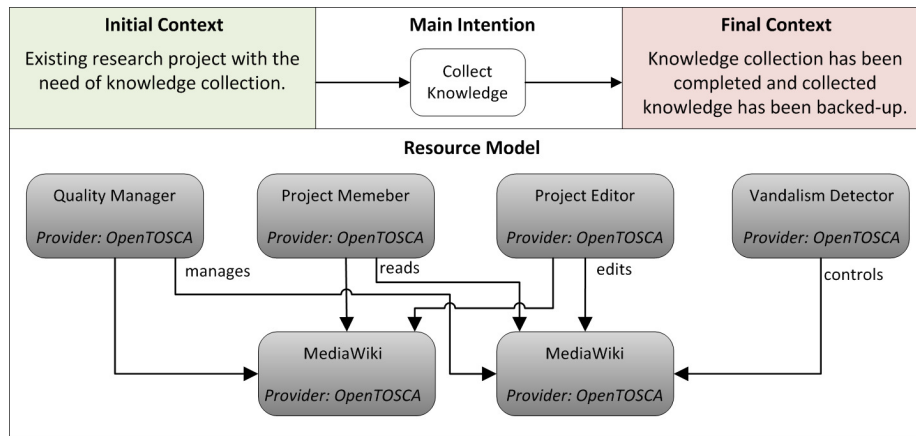 Initial Context
Existing research project with the
need of knowledge collection.
Main Intention
Collect
Knowledge
Final Context
Knowledge collection has been
completed and collected
knowledge has been backed-up.
Resource Model
Quality Manager
Provider: OpenTOSCA
Project Memeber
Provider: OpenTOSCA
Project Editor
Provider: OpenTOSCA
Vandalism Detector
Provider: OpenTOSCA
manages
reads
edits
controls
MediaWiki
Provider: OpenTOSCA
MediaWiki
Provider: OpenTOSCA